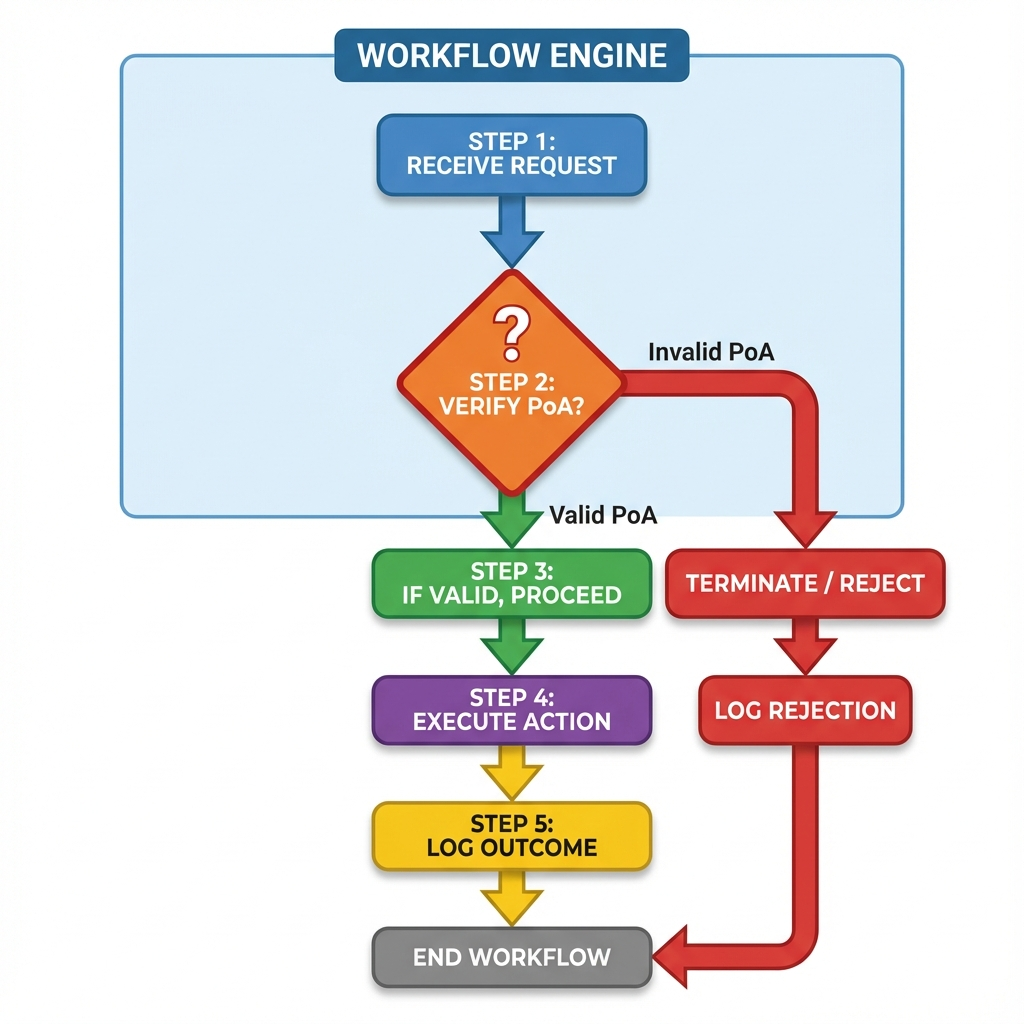 WORKFLOW ENGINE
STEP 1:
RECEIVE REQUEST
?
STEP 2:
VERIFY PoA?
Invalid PoA
Valid PoA
STEP 3:
IF VALID, PROCEED
TERMINATE / REJECT
STEP 4:
EXECUTE ACTION
LOG REJECTION
STEP 5:
LOG OUTCOME
END WORKFLOW